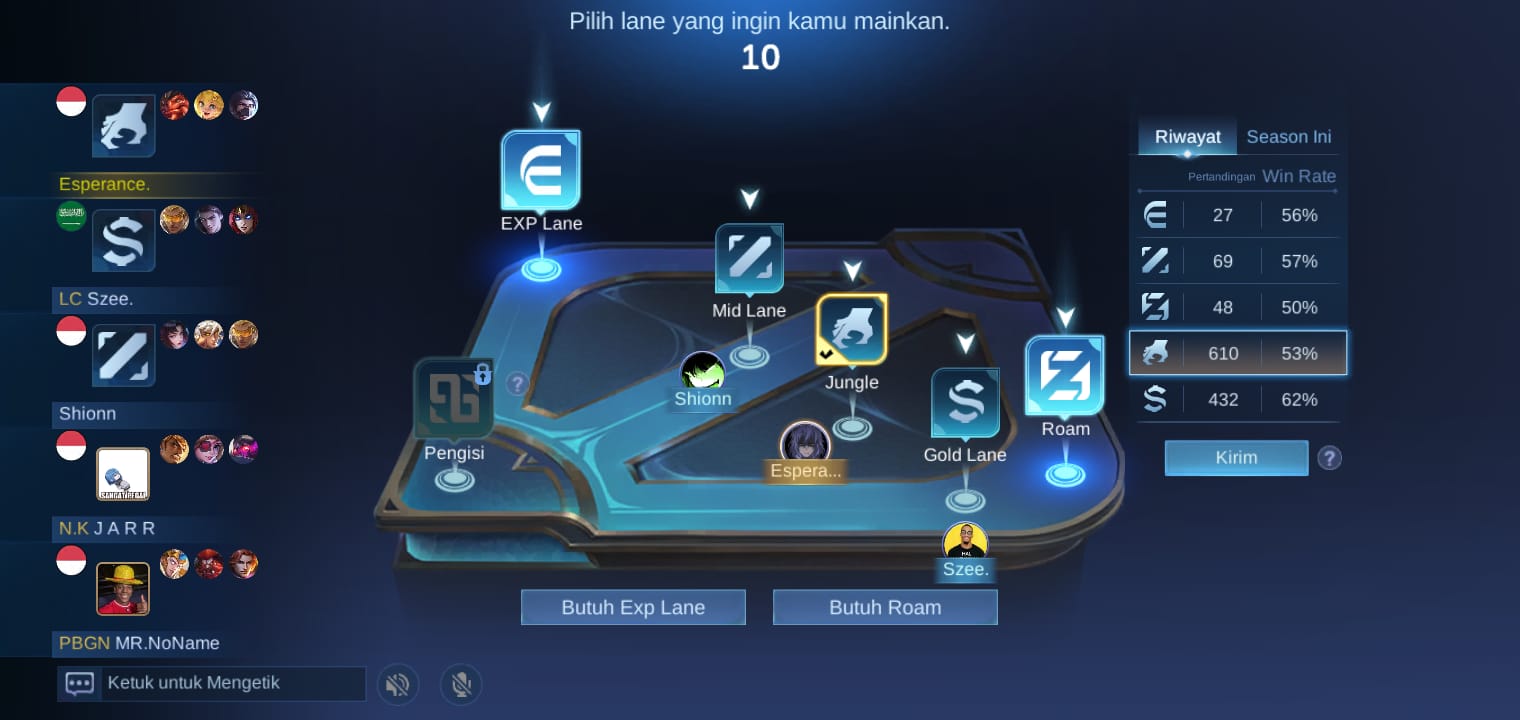 Pilih lane yang ingin kamu mainkan.
10
Esperance.
LC Szee.
Shionn
N.K J A R R
PBGN MR.NoName
Ketuk untuk Mengetik
EXP Lane
Mid Lane
Jungle
Gold Lane
Roam
Pengisi
?
Shionn
Espera...
Szee.
Butuh Exp Lane
Butuh Roam
Riwayat Season Ini
Pertandingan Win Rate
27 56%
69 57%
48 50%
610 53%
432 62%
Kirim ?